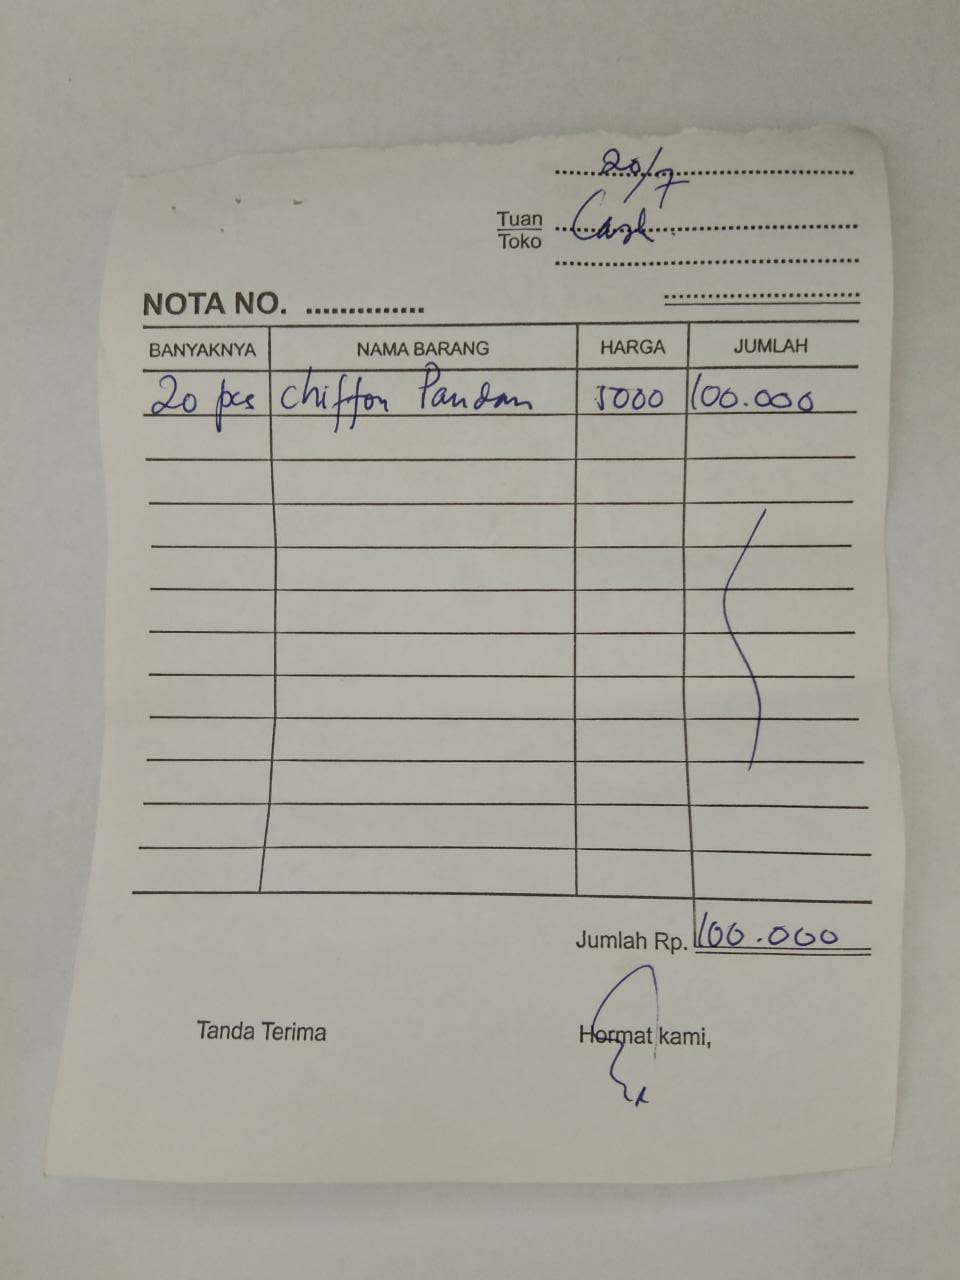 20/7
Tuan
Toko
Cash
NOTA NO. ..............
BANYAKNYA NAMA BARANG HARGA JUMLAH
20 pcs chiffon Pandan 5000 100.000
Jumlah Rp. 100.000
Tanda Terima Hormat kami,